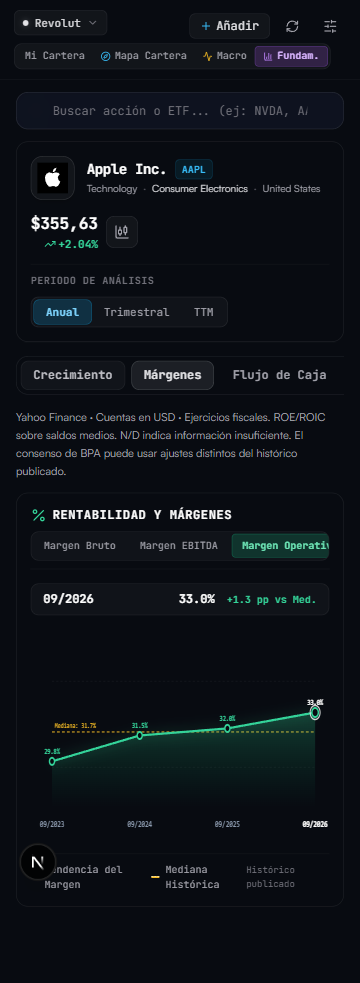 Revolut
+ Añadir
Mi Cartera
Mapa Cartera
Macro
Fundam.
Buscar acción o ETF... (ej: NVDA, A
Apple Inc.
AAPL
Technology · Consumer Electronics · United States
$355,63
+2.04%
PERIODO DE ANÁLISIS
Anual
Trimestral
TTM
Crecimiento
Márgenes
Flujo de Caja
Yahoo Finance · Cuentas en USD · Ejercicios fiscales. ROE/ROIC
sobre saldos medios. N/D indica información insuficiente. El
consenso de BPA puede usar ajustes distintos del histórico
publicado.
% RENTABILIDAD Y MÁRGENES
Margen Bruto
Margen EBITDA
Margen Operativ
09/2026
33.0%
+1.3 pp vs Med.
33.0%
32.0%
31.5%
Mediana: 31.7%
29.8%
09/2023
09/2024
09/2025
09/2026
N
endencia del
Margen
Mediana
Histórica
Histórico
publicado